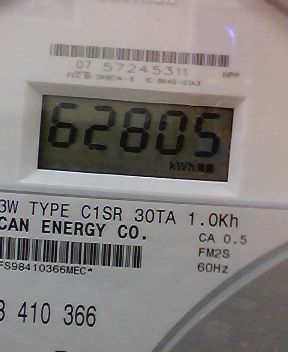 07 57245311
62805
kWh
3W TYPE C1SR 30TA 1.0Kh
CAN ENERGY CO.
CA 0.5
FM2S
60Hz
FS98410366MEC*
8 410 366